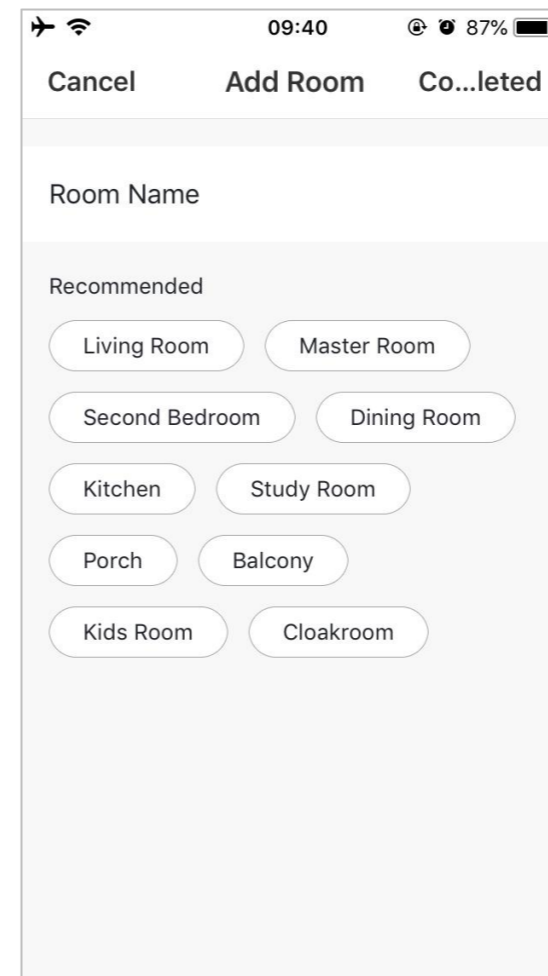 09:40 87%
Cancel Add Room Co...leted
Room Name
Recommended
Living Room Master Room
Second Bedroom Dining Room
Kitchen Study Room
Porch Balcony
Kids Room Cloakroom